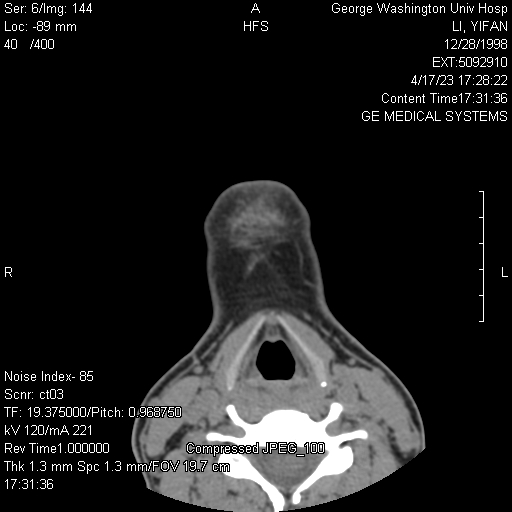 Ser: 6/Img: 144
Loc: -89 mm
40 /400
A
HFS
George Washington Univ Hosp
LI, YIFAN
12/28/1998
EXT:5092910
4/17/23 17:28:22
Content Time17:31:36
GE MEDICAL SYSTEMS
R
L
Noise Index- 85
Scnr: ct03
TF: 19.375000/Pitch: 0.968750
kV 120/mA 221
Rev Time1.000000
Compressed JPEG_100
Thk 1.3 mm Spc 1.3 mm/FOV 19.7 cm
17:31:36